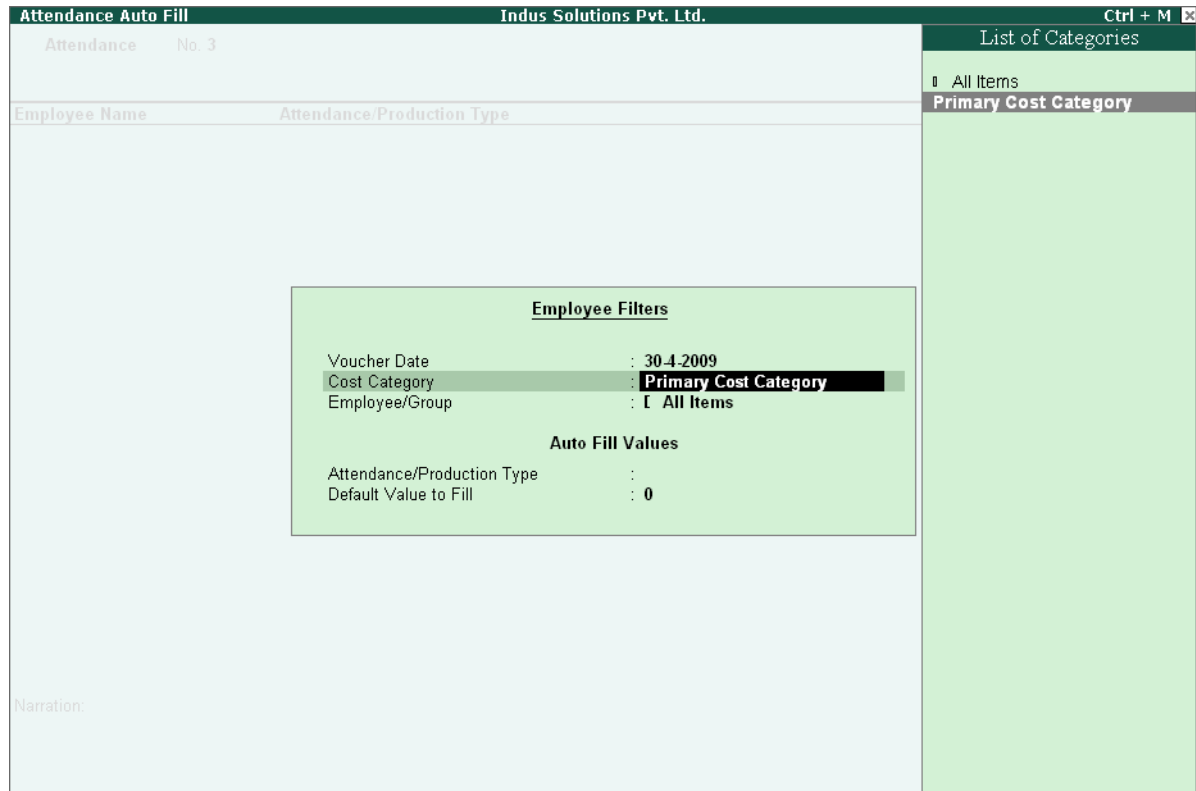 Attendance Auto Fill Indus Solutions Pvt. Ltd. Ctrl + M
Attendance No. 3
List of Categories
All Items
Primary Cost Category
Employee Name Attendance/Production Type
Employee Filters
Voucher Date : 30-4-2009
Cost Category : Primary Cost Category
Employee/Group : All Items
Auto Fill Values
Attendance/Production Type :
Default Value to Fill : 0
Narration: